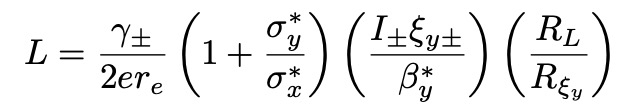 L = \frac{\gamma_{\pm}}{2er_e} \left( 1 + \frac{\sigma_y^*}{\sigma_x^*} \right) \left( \frac{I_{\pm} \xi_{y\pm}}{\beta_y^*} \right) \left( \frac{R_L}{R_{\xi_y}} \right)